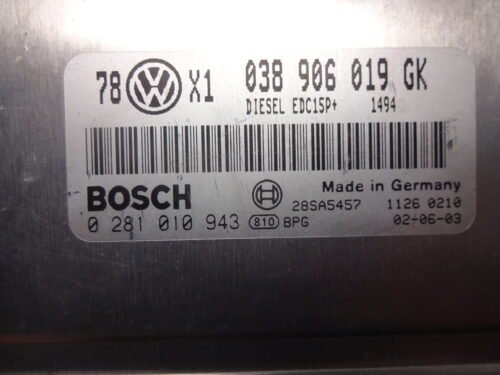 78 VW X1 038 906 019 GK
DIESEL EDC15P+ 1494
Made in Germany
BOSCH 28SA5457 1126 0210
0 281 010 943 810 BPG 02-06-03